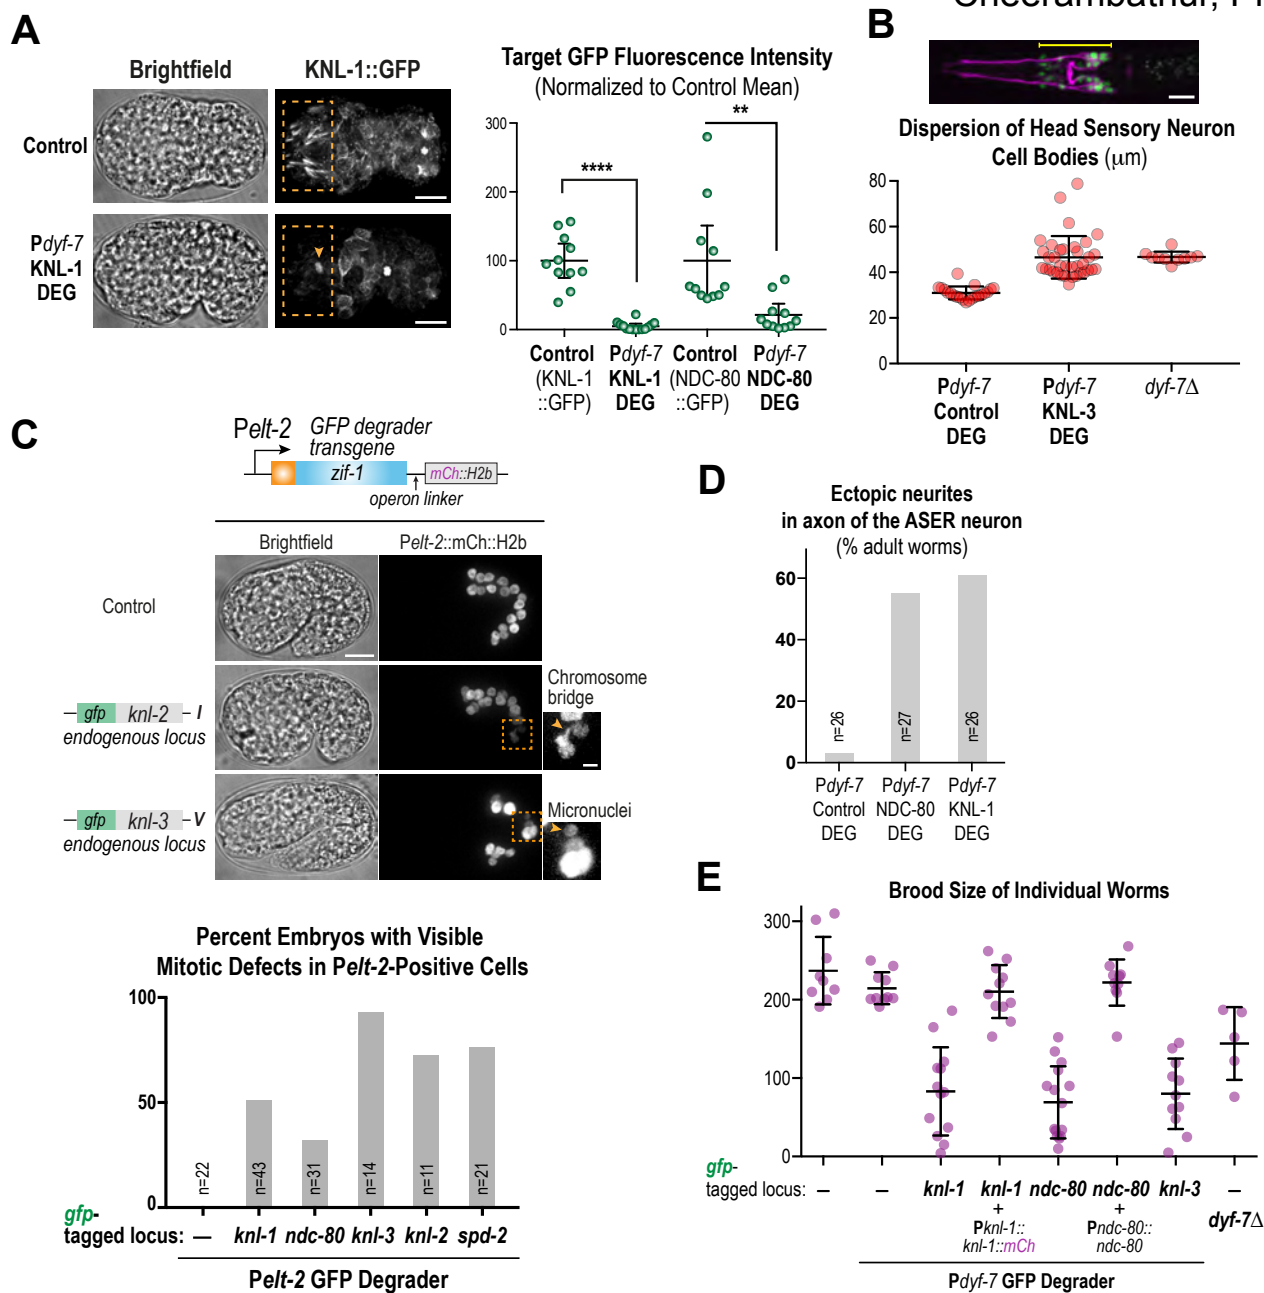 A
Brightfield
KNL-1::GFP
Control
Pdyf-7
KNL-1
DEG
Target GFP Fluorescence Intensity
(Normalized to Control Mean)
300
200
100
0
****
**
Control
(KNL-1
::GFP)
Pdyf-7
KNL-1
DEG
Control
(NDC-80
::GFP)
Pdyf-7
NDC-80
DEG
B
Dispersion of Head Sensory Neuron
Cell Bodies (μm)
80
60
40
20
0
Pdyf-7
Control
DEG
Pdyf-7
KNL-3
DEG
dyf-7Δ
C
Pelt-2
GFP degrader
transgene
zif-1
mCh::H2b
operon linker
Brightfield
Pelt-2::mCh::H2b
Control
gfp knl-2 I
endogenous locus
Chromosome
bridge
gfp knl-3 V
endogenous locus
Micronuclei
Percent Embryos with Visible
Mitotic Defects in Pelt-2-Positive Cells
100
50
0
n=22
n=43
n=31
n=14
n=11
n=21
gfp-
tagged locus: — knl-1 ndc-80 knl-3 knl-2 spd-2
Pelt-2 GFP Degrader
D
Ectopic neurites
in axon of the ASER neuron
(% adult worms)
60
40
20
0
n=26
n=27
n=26
Pdyf-7
Control
DEG
Pdyf-7
NDC-80
DEG
Pdyf-7
KNL-1
DEG
E
Brood Size of Individual Worms
300
200
100
0
gfp-
tagged locus: – – knl-1 knl-1 ndc-80 ndc-80 knl-3 –
+
Pknl-1::
knl-1::mCh
+
Pndc-80::
ndc-80
dyf-7Δ
Pdyf-7 GFP Degrader